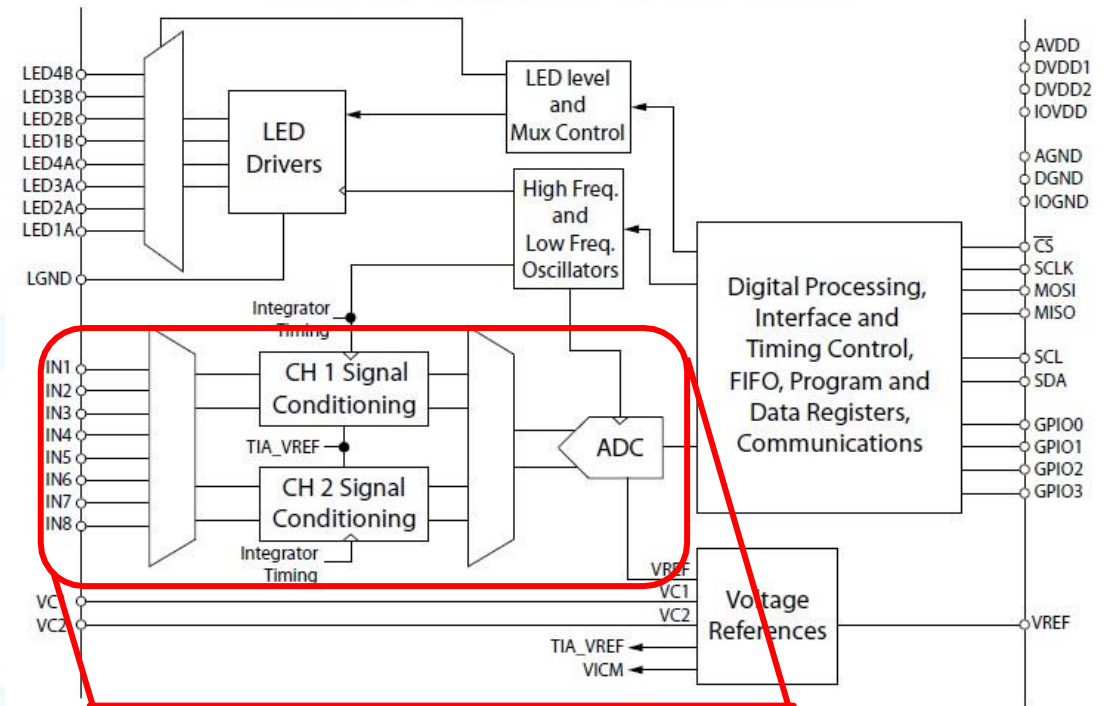 LED4B
LED3B
LED2B
LED1B
LED4A
LED3A
LED2A
LED1A
LGND
LED
Drivers
LED level
and
Mux Control
High Freq.
and
Low Freq.
Oscillators
AVDD
DVDD1
DVDD2
IOVDD
AGND
DGND
IOGND
CS
SCLK
MOSI
MISO
SCL
SDA
GPIO0
GPIO1
GPIO2
GPIO3
Digital Processing,
Interface and
Timing Control,
FIFO, Program and
Data Registers,
Communications
Integrator
Timing
IN1
IN2
IN3
IN4
IN5
IN6
IN7
IN8
CH 1 Signal
Conditioning
TIA_VREF
CH 2 Signal
Conditioning
Integrator
Timing
ADC
VC1
VC2
VREF
VC1
VC2
TIA_VREF
VICM
Voltage
References
VREF